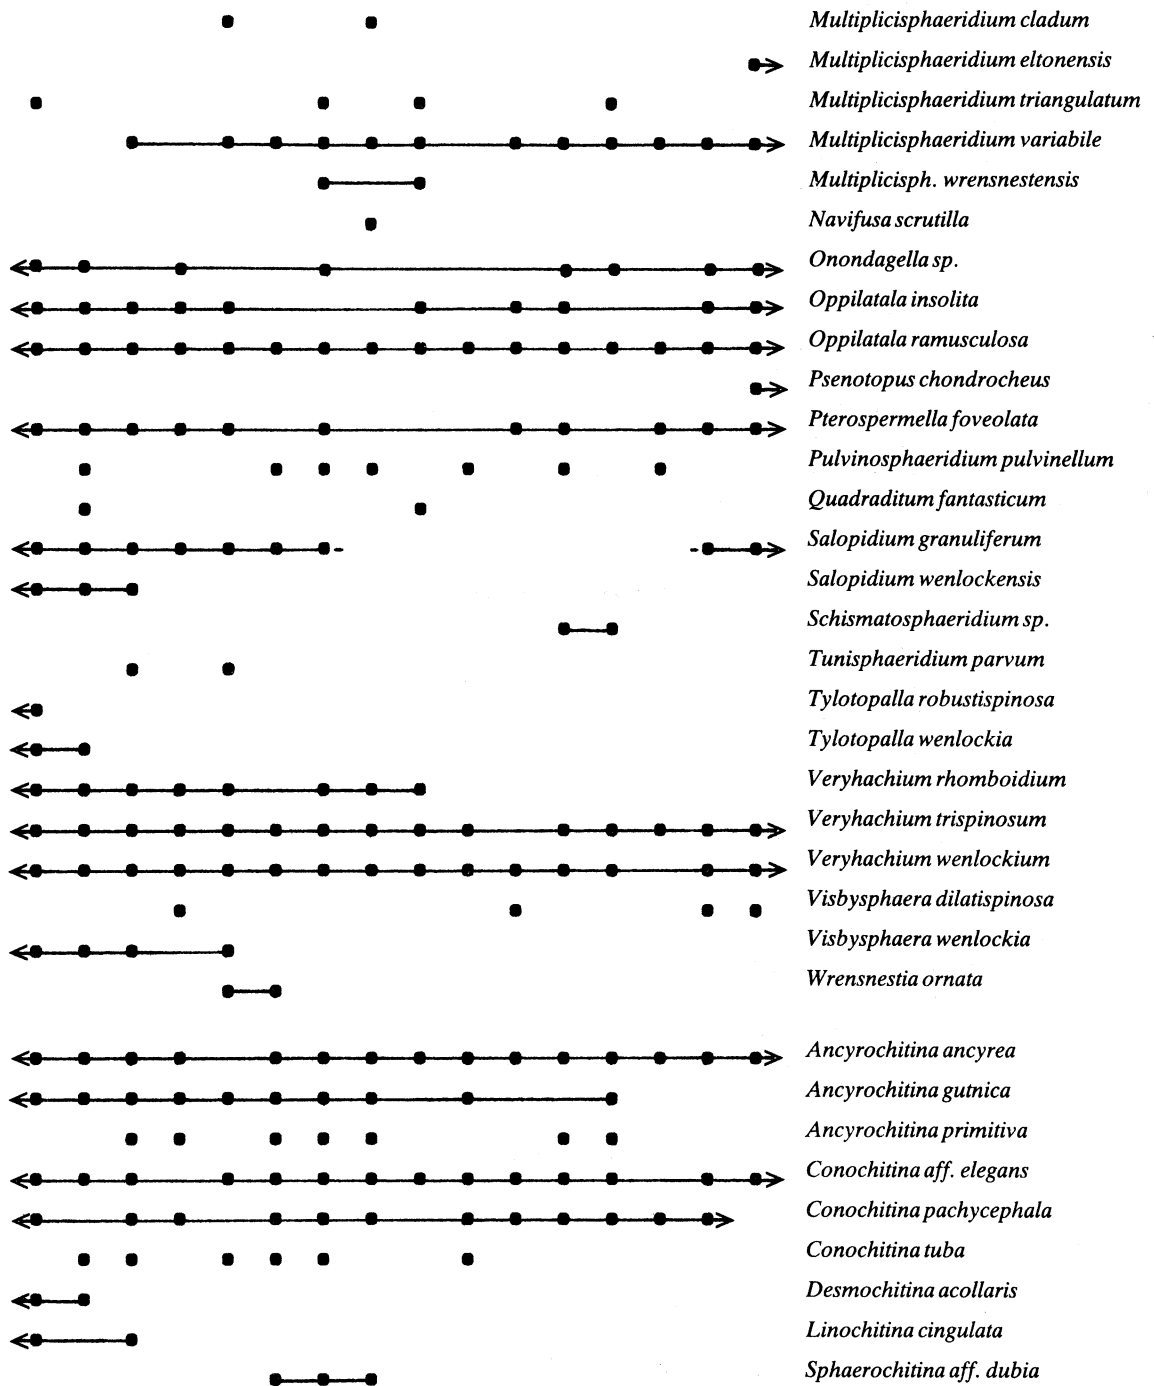 Multiplicisphaeridium cladum
Multiplicisphaeridium eltonensis
Multiplicisphaeridium triangulatum
Multiplicisphaeridium variabile
Multiplicisph. wrensnestensis
Navifusa scrutilla
Onondagella sp.
Oppilatala insolita
Oppilatala ramusculosa
Psenotopus chondrocheus
Pterospermella foveolata
Pulvinosphaeridium pulvinellum
Quadraditum fantasticum
Salopidium granuliferum
Salopidium wenlockensis
Schismatosphaeridium sp.
Tunisphaeridium parvum
Tylotopalla robustispinosa
Tylotopalla wenlockia
Veryhachium rhomboidium
Veryhachium trispinosum
Veryhachium wenlockium
Visbysphaera dilatispinosa
Visbysphaera wenlockia
Wrensnestia ornata
Ancyrochitina ancyrea
Ancyrochitina gutnica
Ancyrochitina primitiva
Conochitina aff. elegans
Conochitina pachycephala
Conochitina tuba
Desmochitina acollaris
Linochitina cingulata
Sphaerochitina aff. dubia